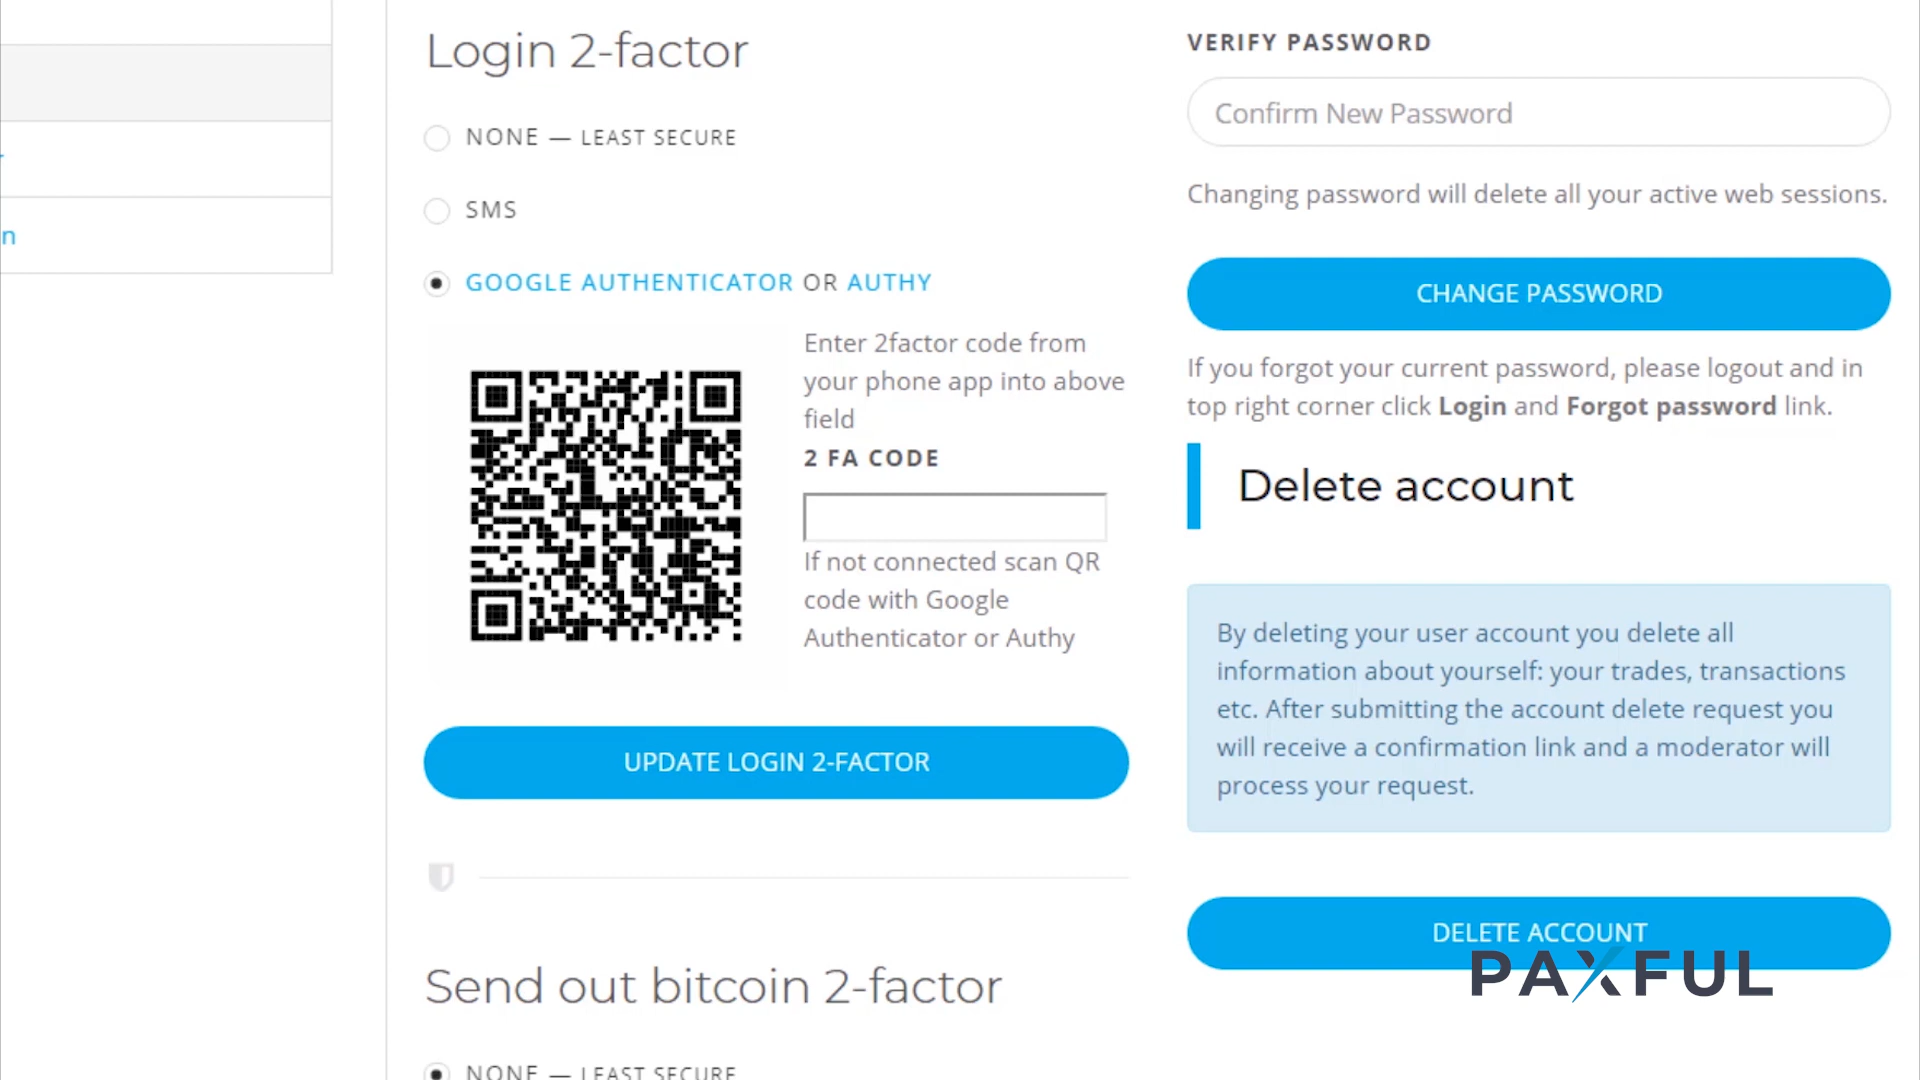 Login 2-factor
NONE — LEAST SECURE
SMS
GOOGLE AUTHENTICATOR OR AUTHY
Enter 2factor code from
your phone app into above
field
2 FA CODE
If not connected scan QR
code with Google
Authenticator or Authy
UPDATE LOGIN 2-FACTOR
Send out bitcoin 2-factor
NONE — LEAST SECURE
VERIFY PASSWORD
Confirm New Password
Changing password will delete all your active web sessions.
CHANGE PASSWORD
If you forgot your current password, please logout and in
top right corner click Login and Forgot password link.
Delete account
By deleting your user account you delete all
information about yourself: your trades, transactions
etc. After submitting the account delete request you
will receive a confirmation link and a moderator will
process your request.
DELETE ACCOUNT
PAXFUL